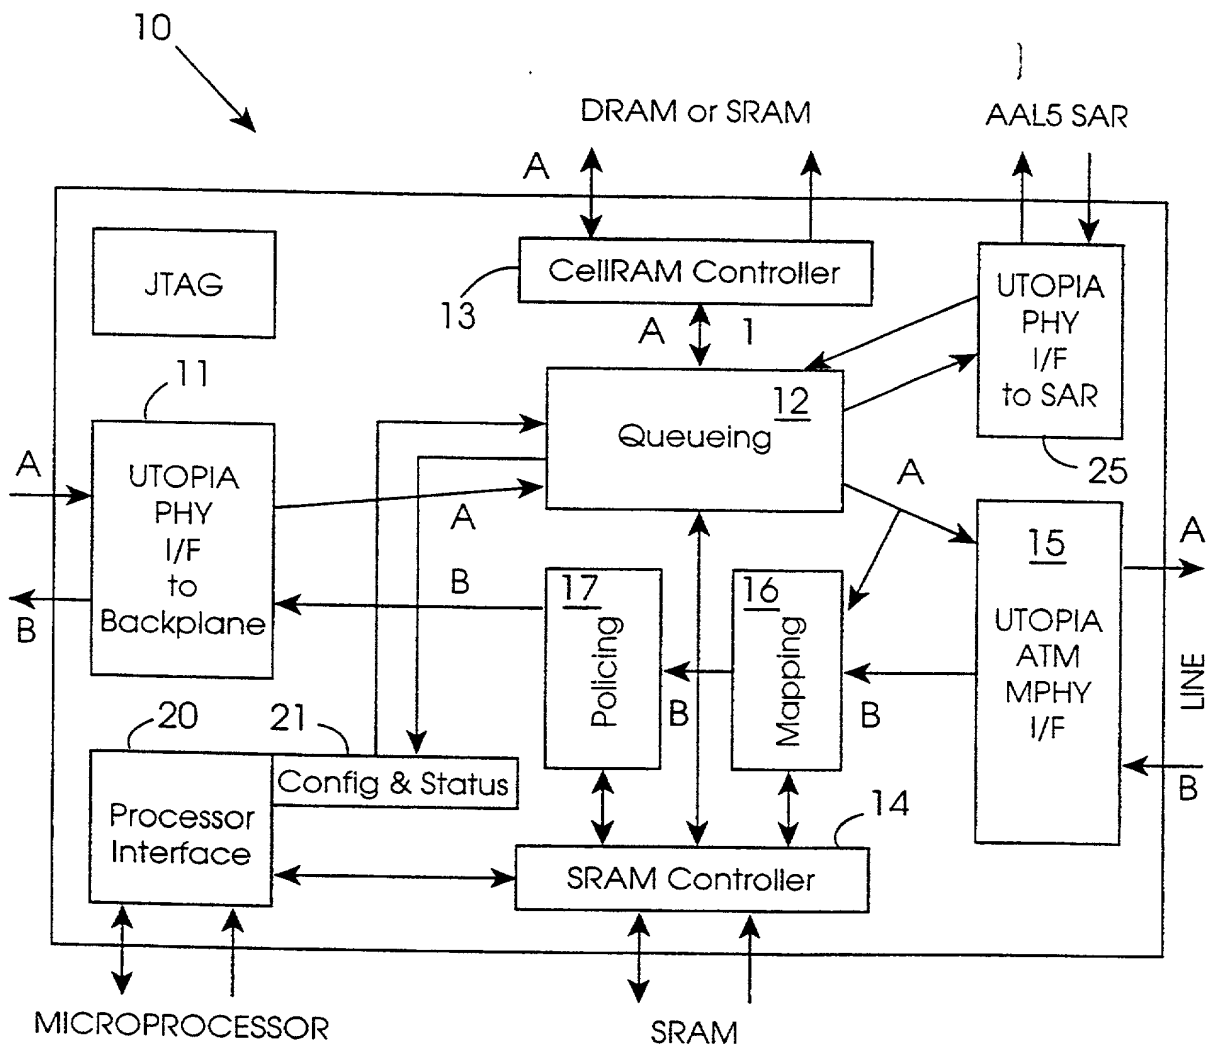 10
DRAM or SRAM
AAL5 SAR
A
JTAG
CellRAM Controller
13
A
1
UTOPIA
PHY
I/F
to SAR
25
11
12
Queueing
A
UTOPIA
PHY
I/F
to
Backplane
A
A
15
A
B
B
17
Policing
16
Mapping
UTOPIA
ATM
MPHY
I/F
LINE
B
B
B
20
21
Config & Status
Processor
Interface
14
SRAM Controller
MICROPROCESSOR
SRAM